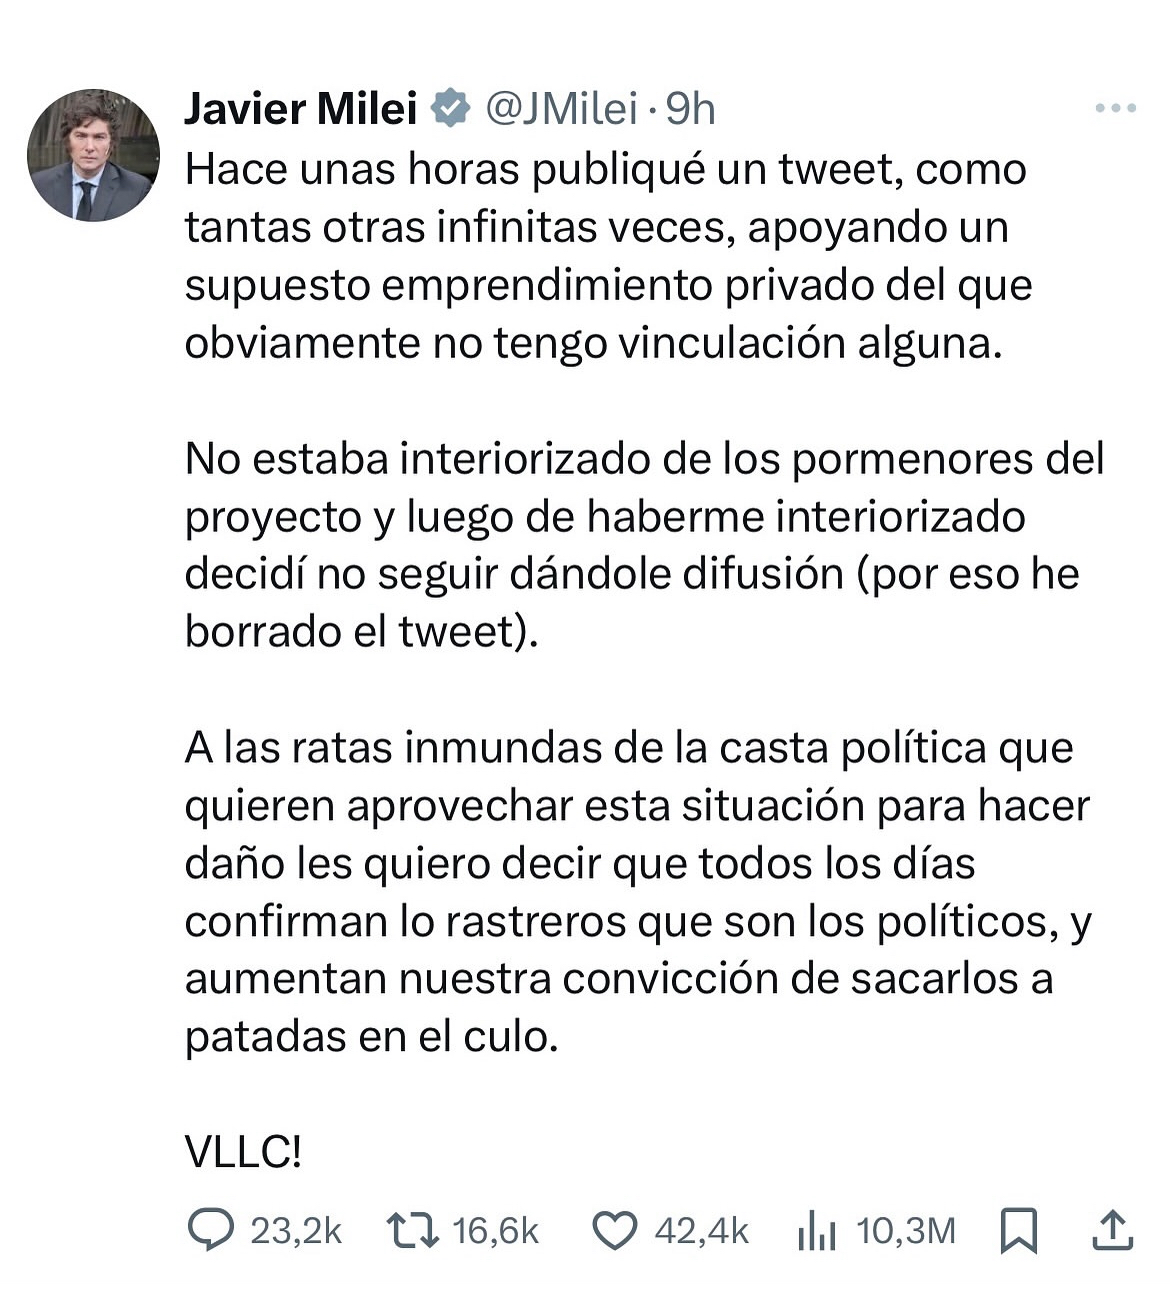 Javier Milei @JMilei · 9h
Hace unas horas publiqué un tweet, como
tantas otras infinitas veces, apoyando un
supuesto emprendimiento privado del que
obviamente no tengo vinculación alguna.
No estaba interiorizado de los pormenores del
proyecto y luego de haberme interiorizado
decidí no seguir dándole difusión (por eso he
borrado el tweet).
A las ratas inmundas de la casta política que
quieren aprovechar esta situación para hacer
daño les quiero decir que todos los días
confirman lo rastreros que son los políticos, y
aumentan nuestra convicción de sacarlos a
patadas en el culo.
VLLC!
23,2k 16,6k 42,4k 10,3M